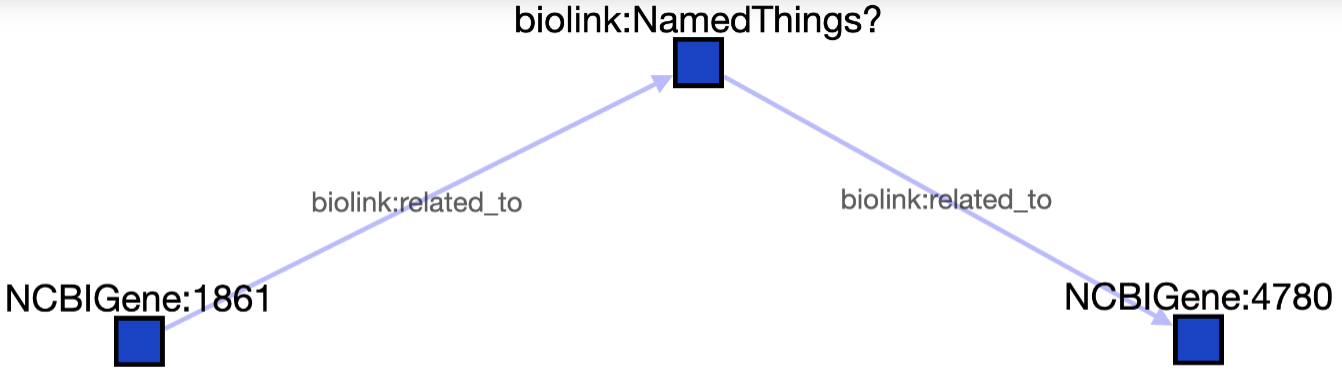 biolink:NamedThings?
biolink:related_to
biolink:related_to
NCBIGene:1861
NCBIGene:4780